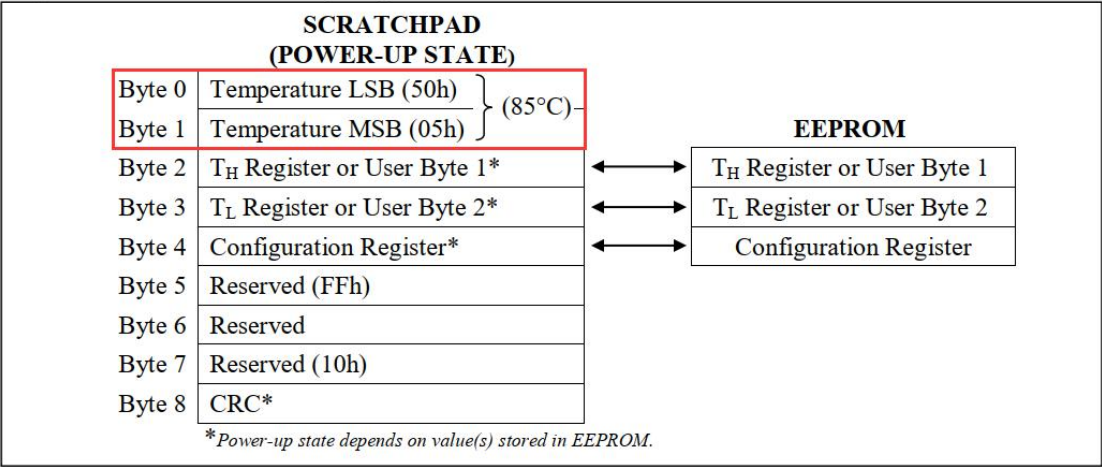 SCRATCHPAD
(POWER-UP STATE)
Byte 0 Temperature LSB (50h)
(85°C)
Byte 1 Temperature MSB (05h)
EEPROM
Byte 2 TH Register or User Byte 1* TH Register or User Byte 1
Byte 3 TL Register or User Byte 2* TL Register or User Byte 2
Byte 4 Configuration Register* Configuration Register
Byte 5 Reserved (FFh)
Byte 6 Reserved
Byte 7 Reserved (10h)
Byte 8 CRC*
*Power-up state depends on value(s) stored in EEPROM.